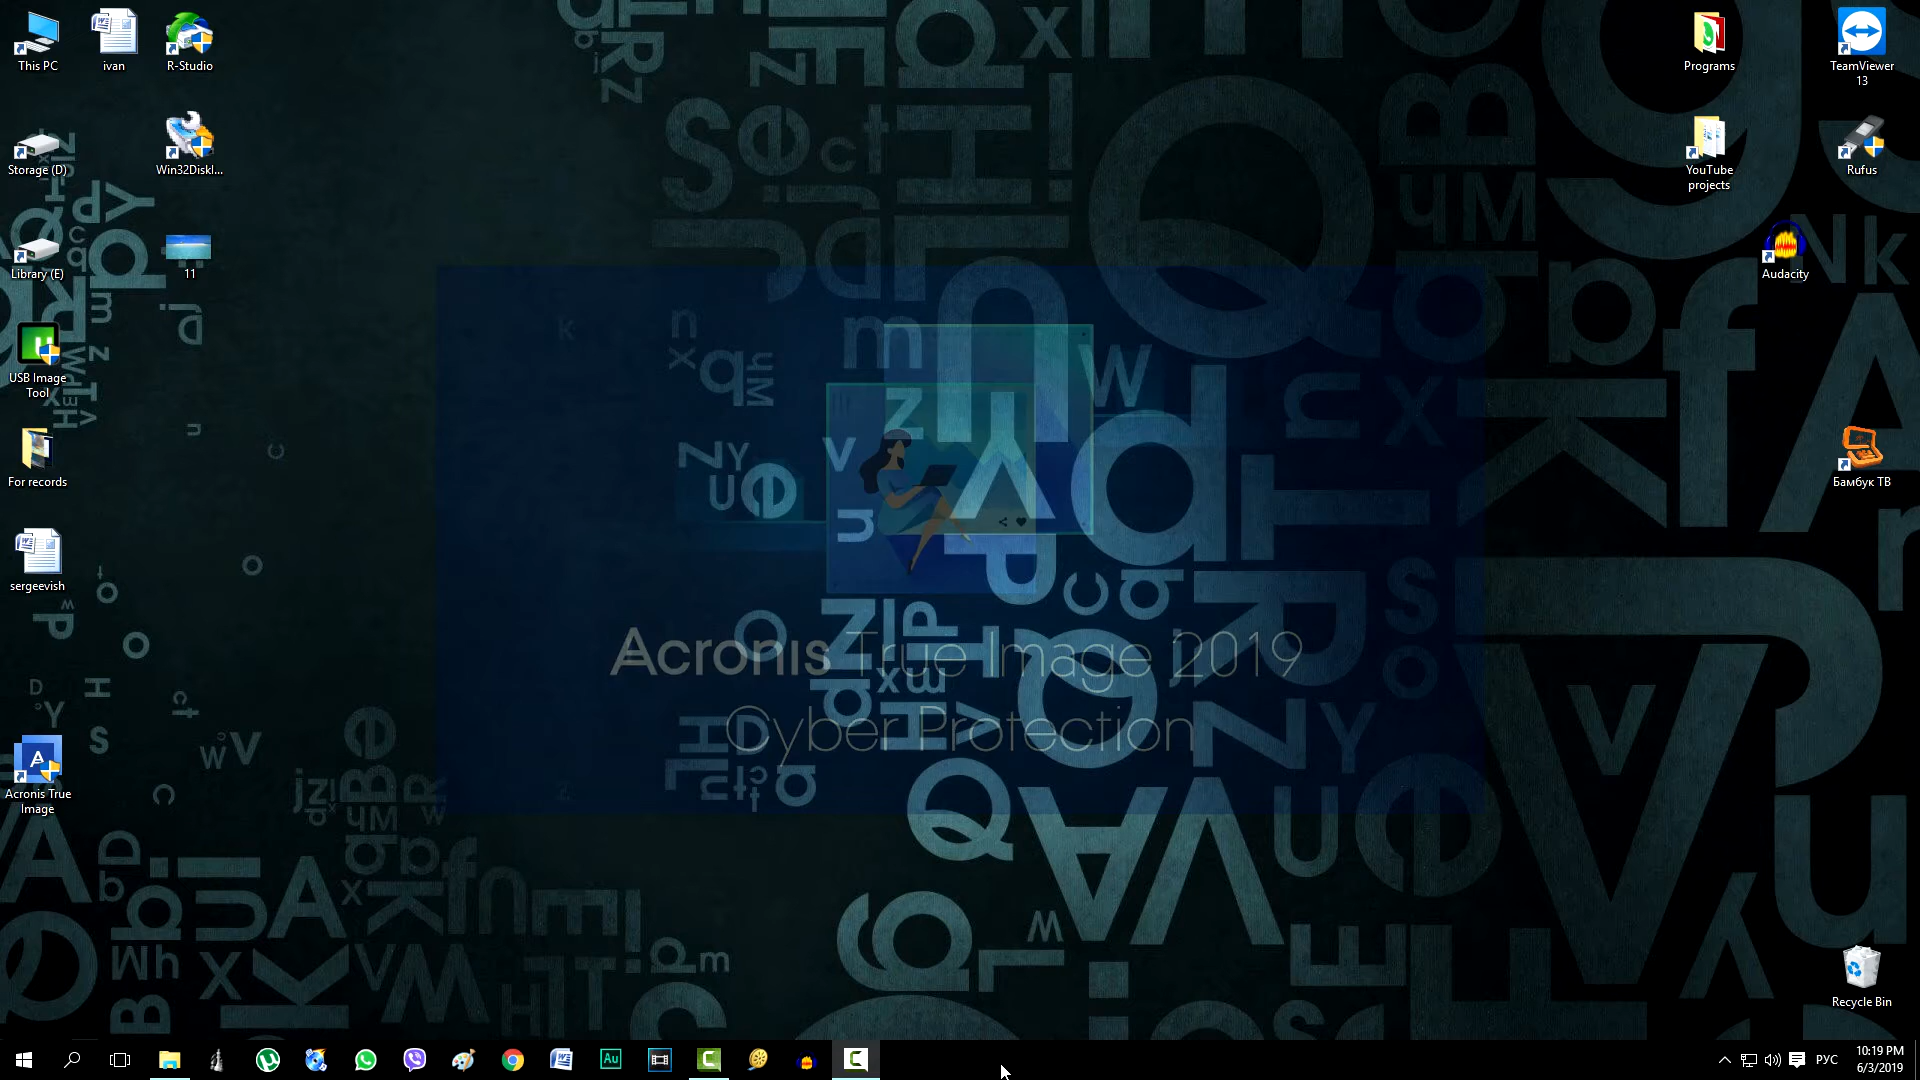 This PC
ivan
R-Studio
Programs
TeamViewer
13
Storage (D)
Win32DiskI...
YouTube
projects
Rufus
Library (E)
11
Audacity
USB Image
Tool
For records
Бамбук ТВ
sergeevish
Acronis True Image 2019
Cyber Protection
Acronis True
Image
Recycle Bin
РУС
10:19 PM
6/3/2019